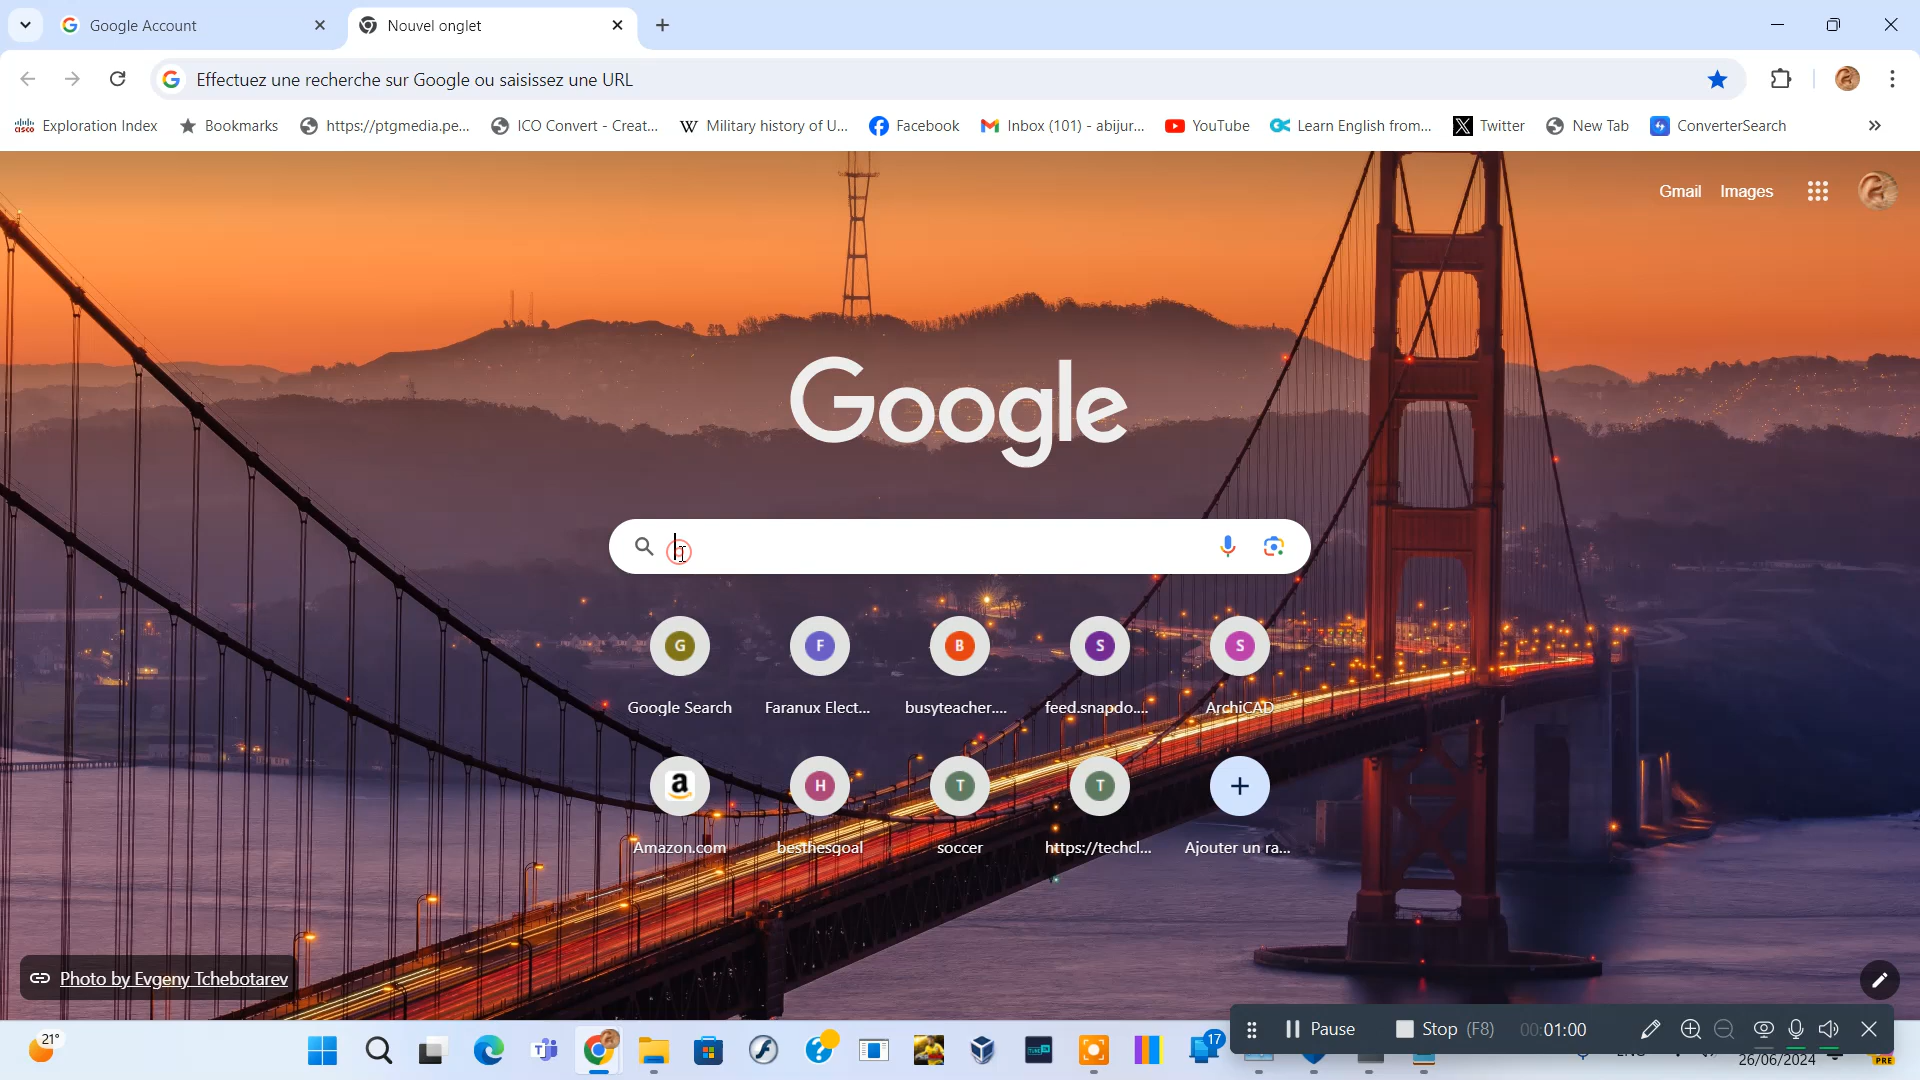 Google Account
Nouvel onglet
Effectuez une recherche sur Google ou saisissez une URL
Exploration Index
Bookmarks
https://ptgmedia.pe...
ICO Convert - Creat...
Military history of U...
Facebook
Inbox (101) - abijur...
YouTube
Learn English from...
Twitter
New Tab
ConverterSearch
Gmail Images
Google
G F B S S
Google Search
Faranux Elect...
busyteacher....
feed.snapdo....
ArchiCAD
a H T T
Amazon.com
besthesgoal
soccer
https://techcl...
Ajouter un ra...
Photo by Evgeny Tchebotarev
Pause
Stop (F8)
00:01:00
21°
17
26/06/2024
PRE